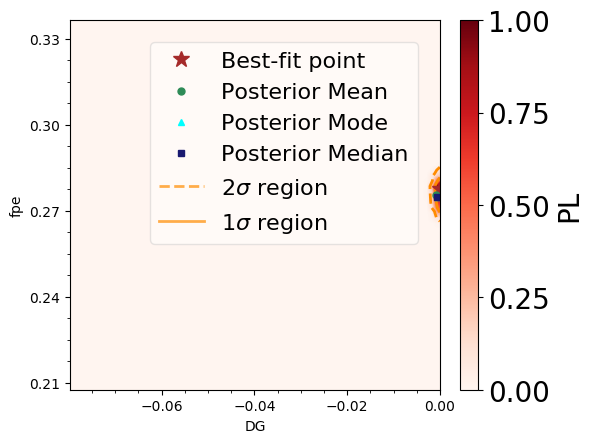 0.33
0.30
0.27
0.24
0.21
fpe
−0.06
−0.04
−0.02
0.00
DG
Best-fit point
Posterior Mean
Posterior Mode
Posterior Median
2σ region
1σ region
1.00
0.75
0.50
0.25
0.00
PL